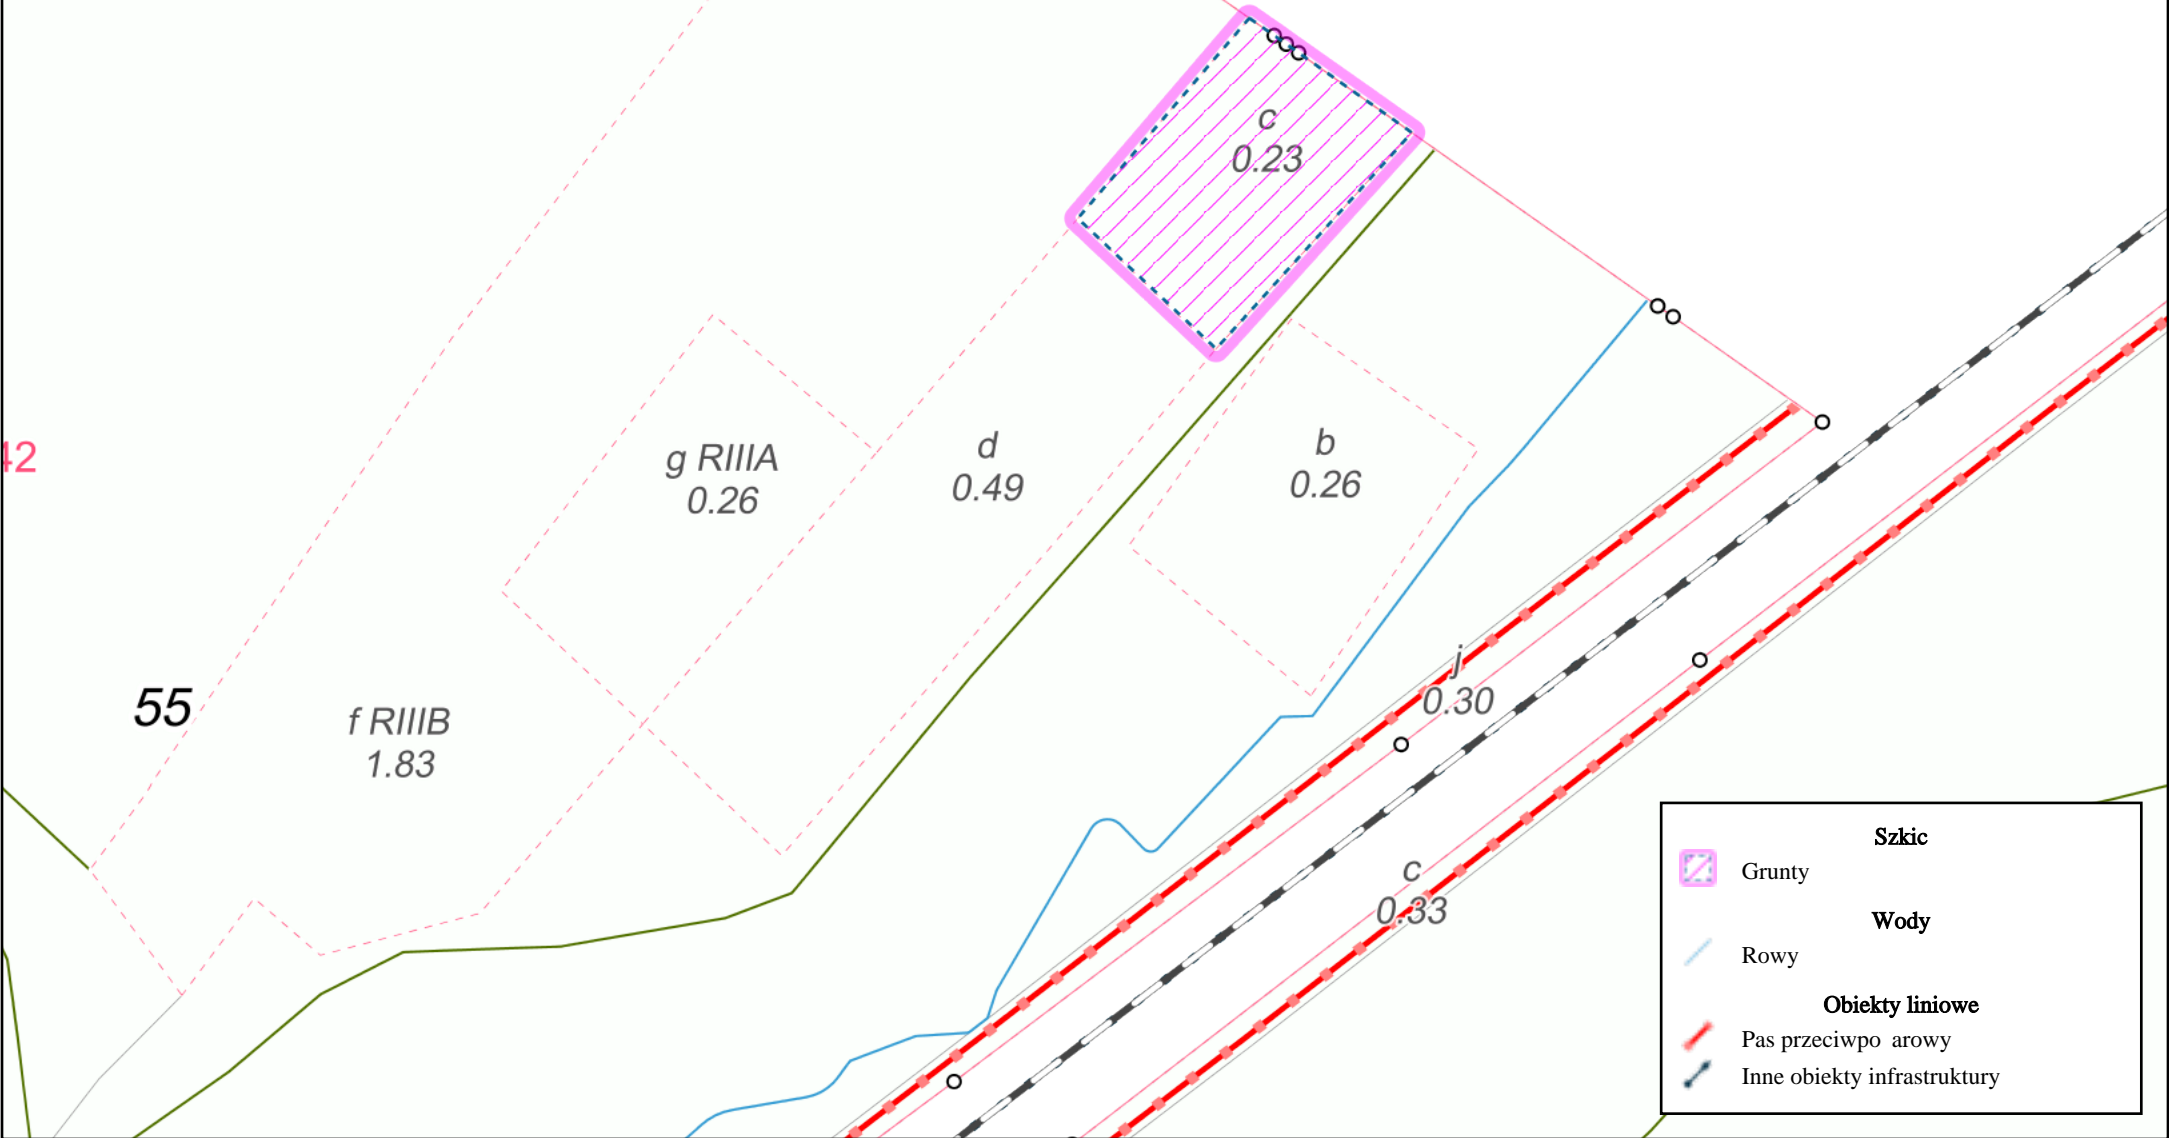 c
0.23
42
g RIIIA
0.26
d
0.49
b
0.26
55
f RIIIB
1.83
j
0.30
c
0.33
Szkic
Grunty
Wody
Rowy
Obiekty liniowe
Pas przeciwpo arowy
Inne obiekty infrastruktury